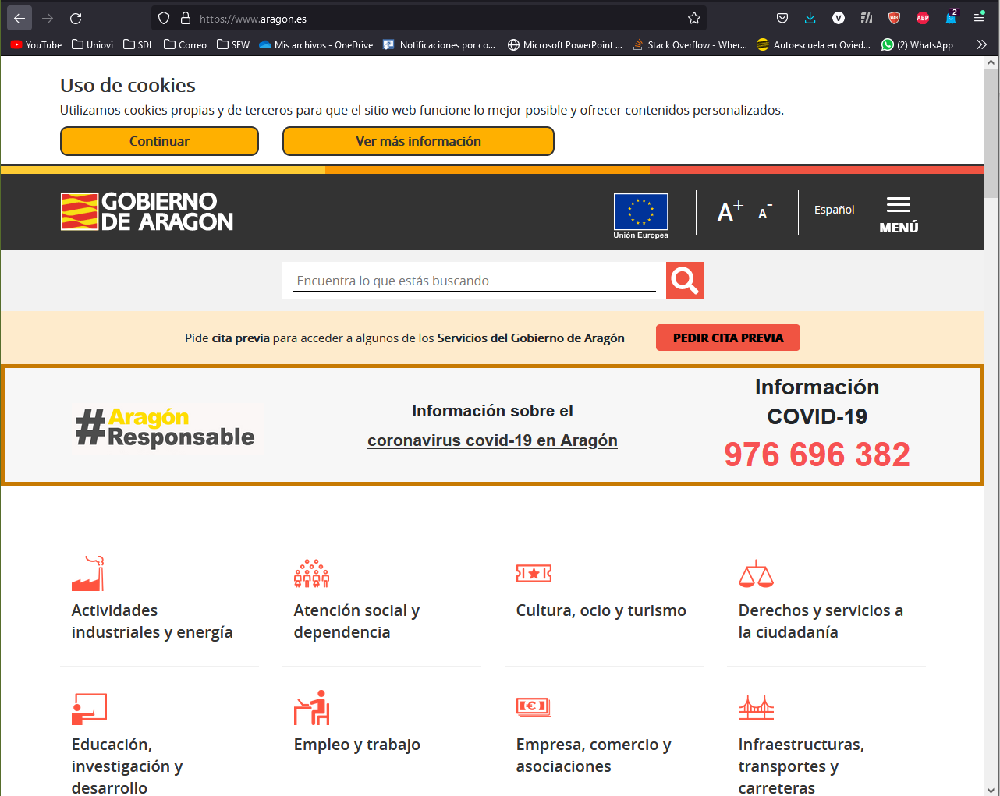 https://www.aragon.es
V
WAS
ABP
2
YouTube
Uniovi
SDL
Correo
SEW
Mis archivos - OneDrive
Notificaciones por co...
Microsoft PowerPoint ...
Stack Overflow - Wher...
Autoescuela en Ovied...
(2) WhatsApp
Uso de cookies
Utilizamos cookies propias y de terceros para que el sitio web funcione lo mejor posible y ofrecer contenidos personalizados.
Continuar
Ver más información
GOBIERNO
DE ARAGON
Unión Europea
A+
A-
Español
MENÚ
Encuentra lo que estás buscando
Pide cita previa para acceder a algunos de los Servicios del Gobierno de Aragón
PEDIR CITA PREVIA
#Aragón
Responsable
Información sobre el
coronavirus covid-19 en Aragón
Información
COVID-19
976 696 382
Actividades
industriales y energía
Atención social y
dependencia
Cultura, ocio y turismo
Derechos y servicios a
la ciudadanía
Educación,
investigación y
desarrollo
Empleo y trabajo
Empresa, comercio y
asociaciones
Infraestructuras,
transportes y
carreteras